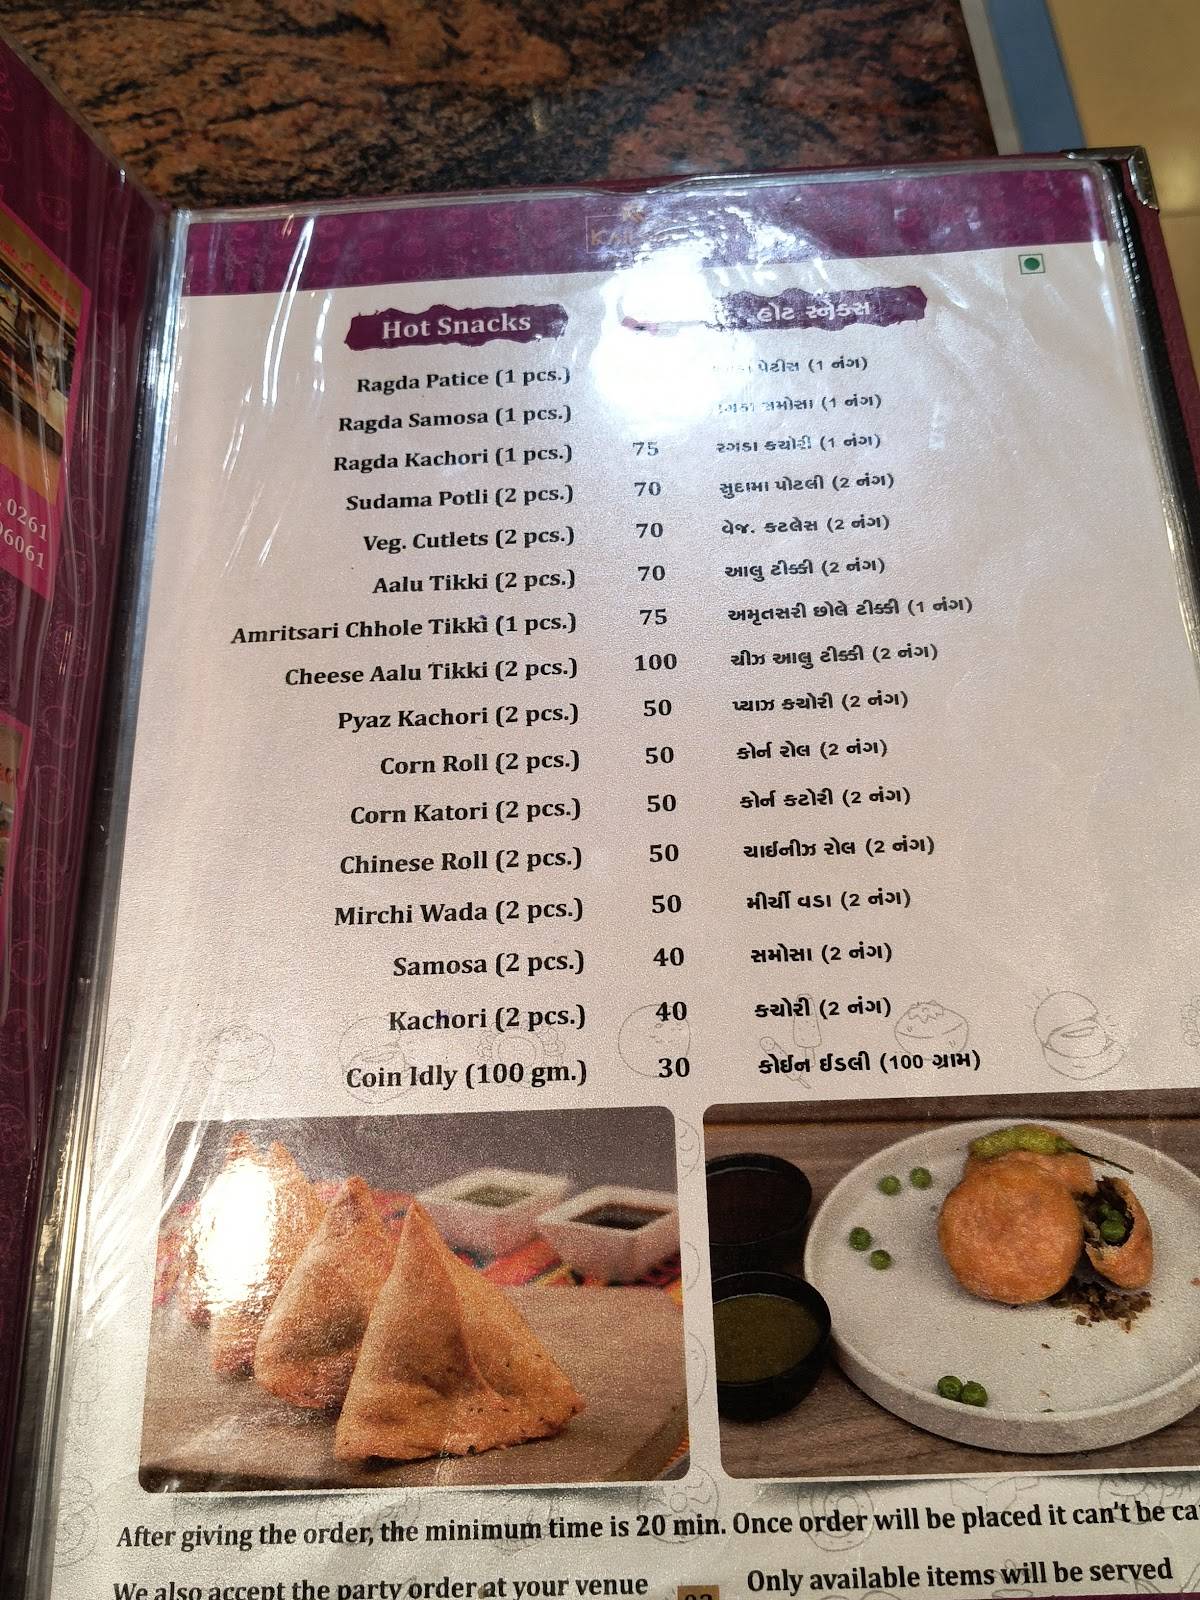 0261
06061
Hot Snacks
હોટ સ્નેક્સ
Ragda Patice (1 pcs.) પેટીસ (1 નંગ)
Ragda Samosa (1 pcs.) સમોસા (1 નંગ)
Ragda Kachori (1 pcs.) 75 રગડા કચોરી (1 નંગ)
Sudama Potli (2 pcs.) 70 સુદામા પોટલી (2 નંગ)
Veg. Cutlets (2 pcs.) 70 વેજ. કટલેસ (2 નંગ)
Aalu Tikki (2 pcs.) 70 આલુ ટીક્કી (2 નંગ)
Amritsari Chhole Tikki (1 pcs.) 75 અમૃતસરી છોલે ટીક્કી (1 નંગ)
Cheese Aalu Tikki (2 pcs.) 100 ચીઝ આલુ ટીક્કી (2 નંગ)
Pyaz Kachori (2 pcs.) 50 પ્યાઝ કચોરી (2 નંગ)
Corn Roll (2 pcs.) 50 કોર્ન રોલ (2 નંગ)
Corn Katori (2 pcs.) 50 કોર્ન કટોરી (2 નંગ)
Chinese Roll (2 pcs.) 50 ચાઈનીઝ રોલ (2 નંગ)
Mirchi Wada (2 pcs.) 50 મીર્ચી વડા (2 નંગ)
Samosa (2 pcs.) 40 સમોસા (2 નંગ)
Kachori (2 pcs.) 40 કચોરી (2 નંગ)
Coin Idly (100 gm.) 30 કોઈન ઈડલી (100 ગ્રામ)
After giving the order, the minimum time is 20 min. Once order will be placed it can't be
We also accept the party order at your venue
Only available items will be served